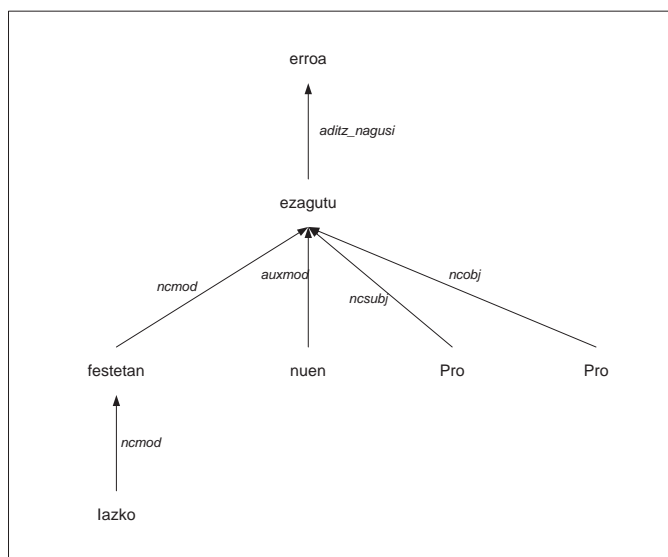 erroa
aditz_nagusi
ezagutu
ncmod
auxmod
ncsubj
ncobj
festetan
nuen
Pro
Pro
ncmod
Iazko